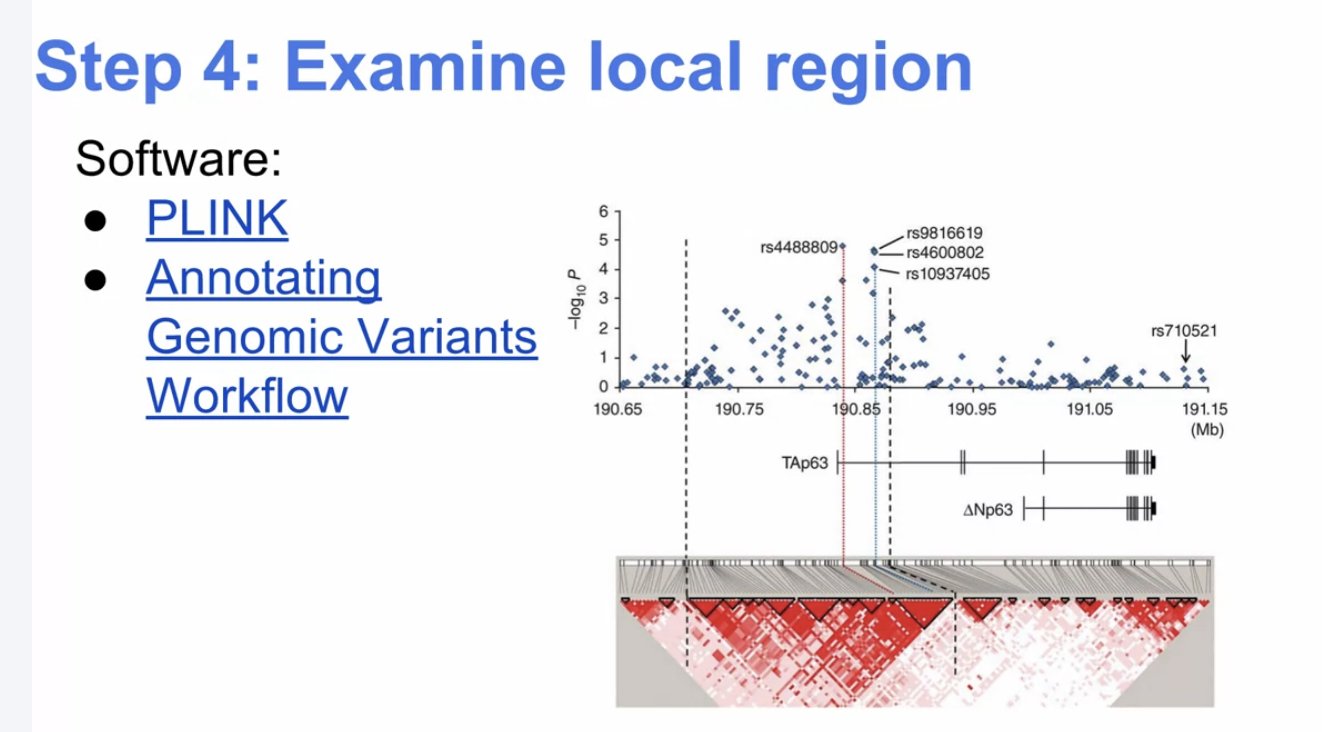 Step 4: Examine local region
Software:
● PLINK
● Annotating
Genomic Variants
Workflow
6
5
4
3
2
1
0
–log10 P
rs4488809
rs9816619
rs4600802
rs10937405
rs710521
190.65 190.75 190.85 190.95 191.05 191.15
(Mb)
TAp63
ΔNp63